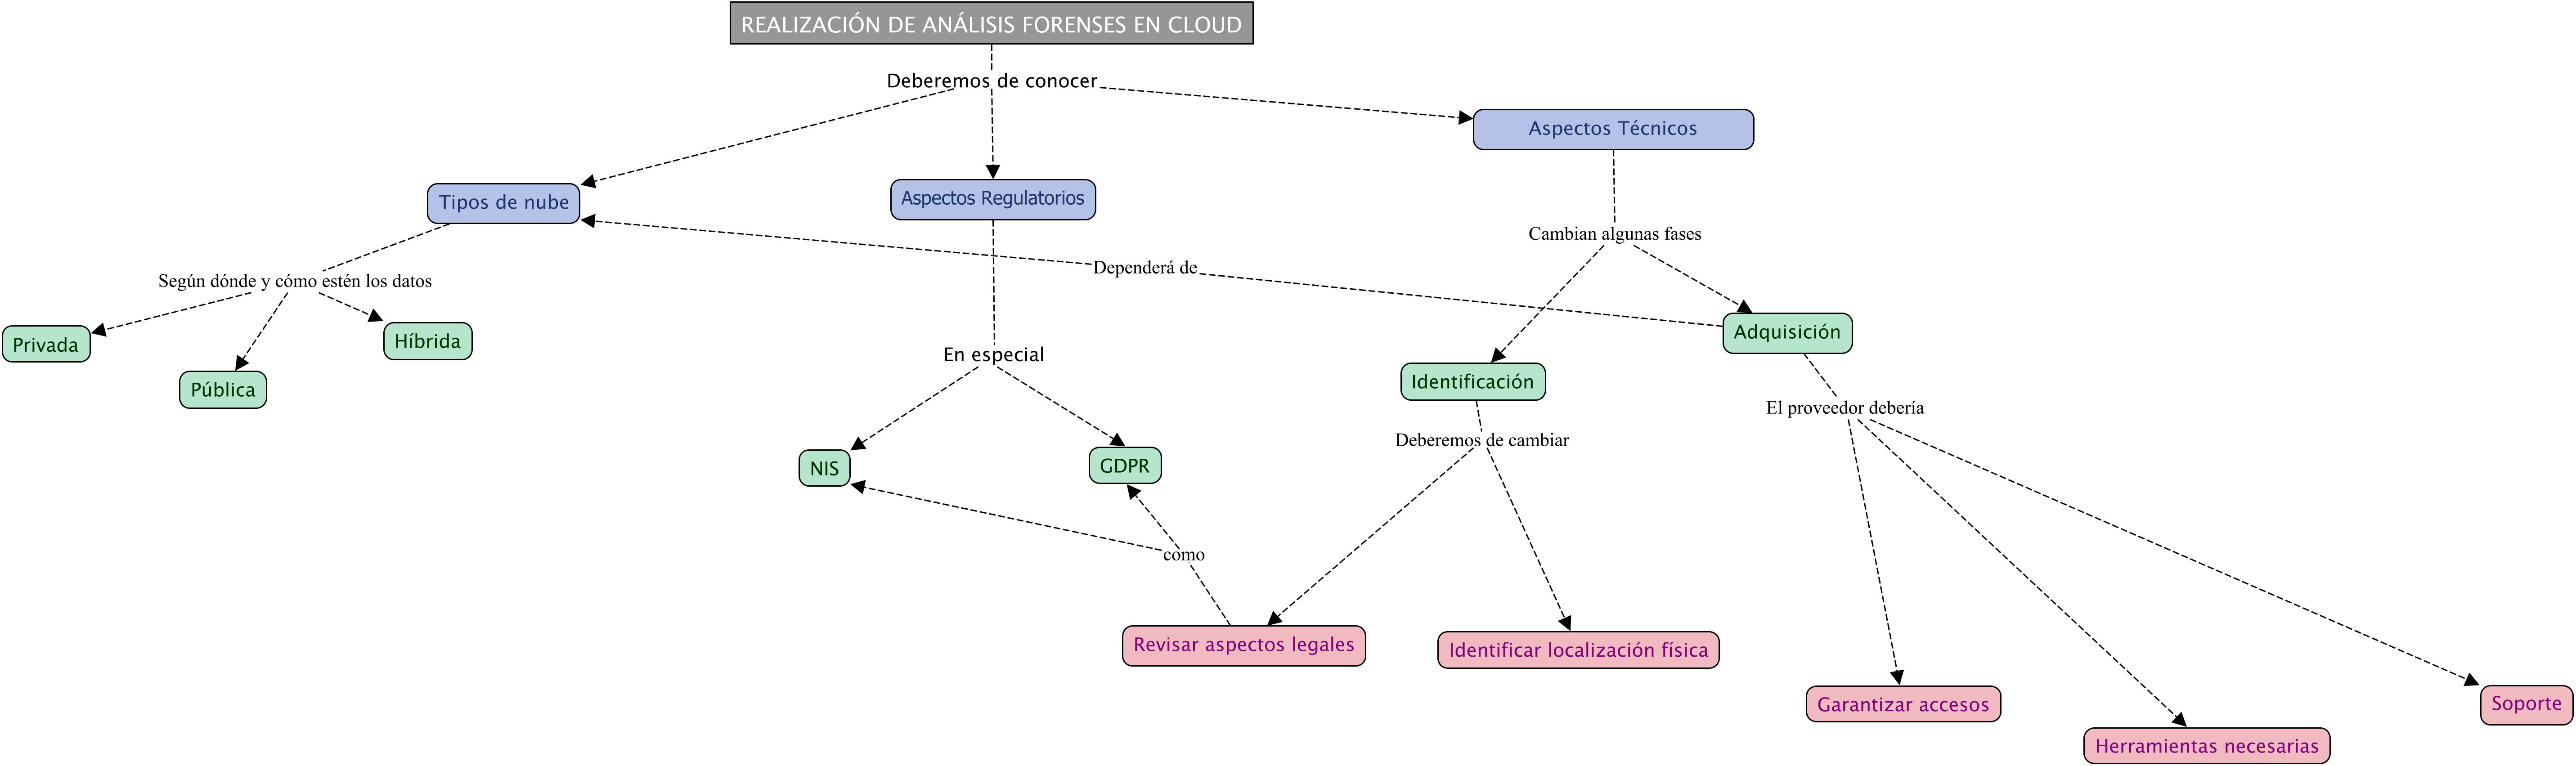 REALIZACIÓN DE ANÁLISIS FORENSES EN CLOUD
Deberemos de conocer
Aspectos Técnicos
Tipos de nube
Aspectos Regulatorios
Cambian algunas fases
Dependerá de
Según dónde y cómo estén los datos
Privada
Híbrida
Adquisición
En especial
Pública
Identificación
El proveedor debería
Deberemos de cambiar
NIS
GDPR
como
Revisar aspectos legales
Identificar localización física
Garantizar accesos
Soporte
Herramientas necesarias